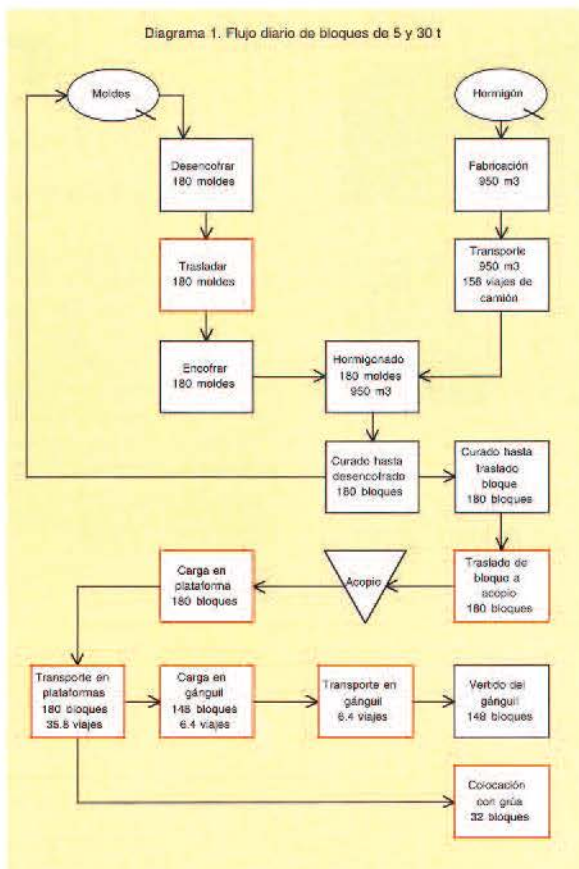 Diagrama 1. Flujo diario de bloques de 5 y 30 t
Moldes
Hormigón
Desencofrar
180 moldes
Fabricación
950 m3
Trasladar
180 moldes
Transporte
950 m3
158 viajes de
camión
Encofrar
180 moldes
Hormigonado
180 moldes
950 m3
Curado hasta
desencofrado
180 bloques
Curado hasta
traslado
bloque
180 bloques
Carga en
plataforma
180 bloques
Acopio
Traslado de
bloque a
acopio
180 bloques
Transporte en
plataformas
180 bloques
35.8 viajes
Carga en
gánguil
148 bloques
6.4 viajes
Transporte en
gánguil
6.4 viajes
Vertido del
gánguil
148 bloques
Colocación
con grúa
32 bloques